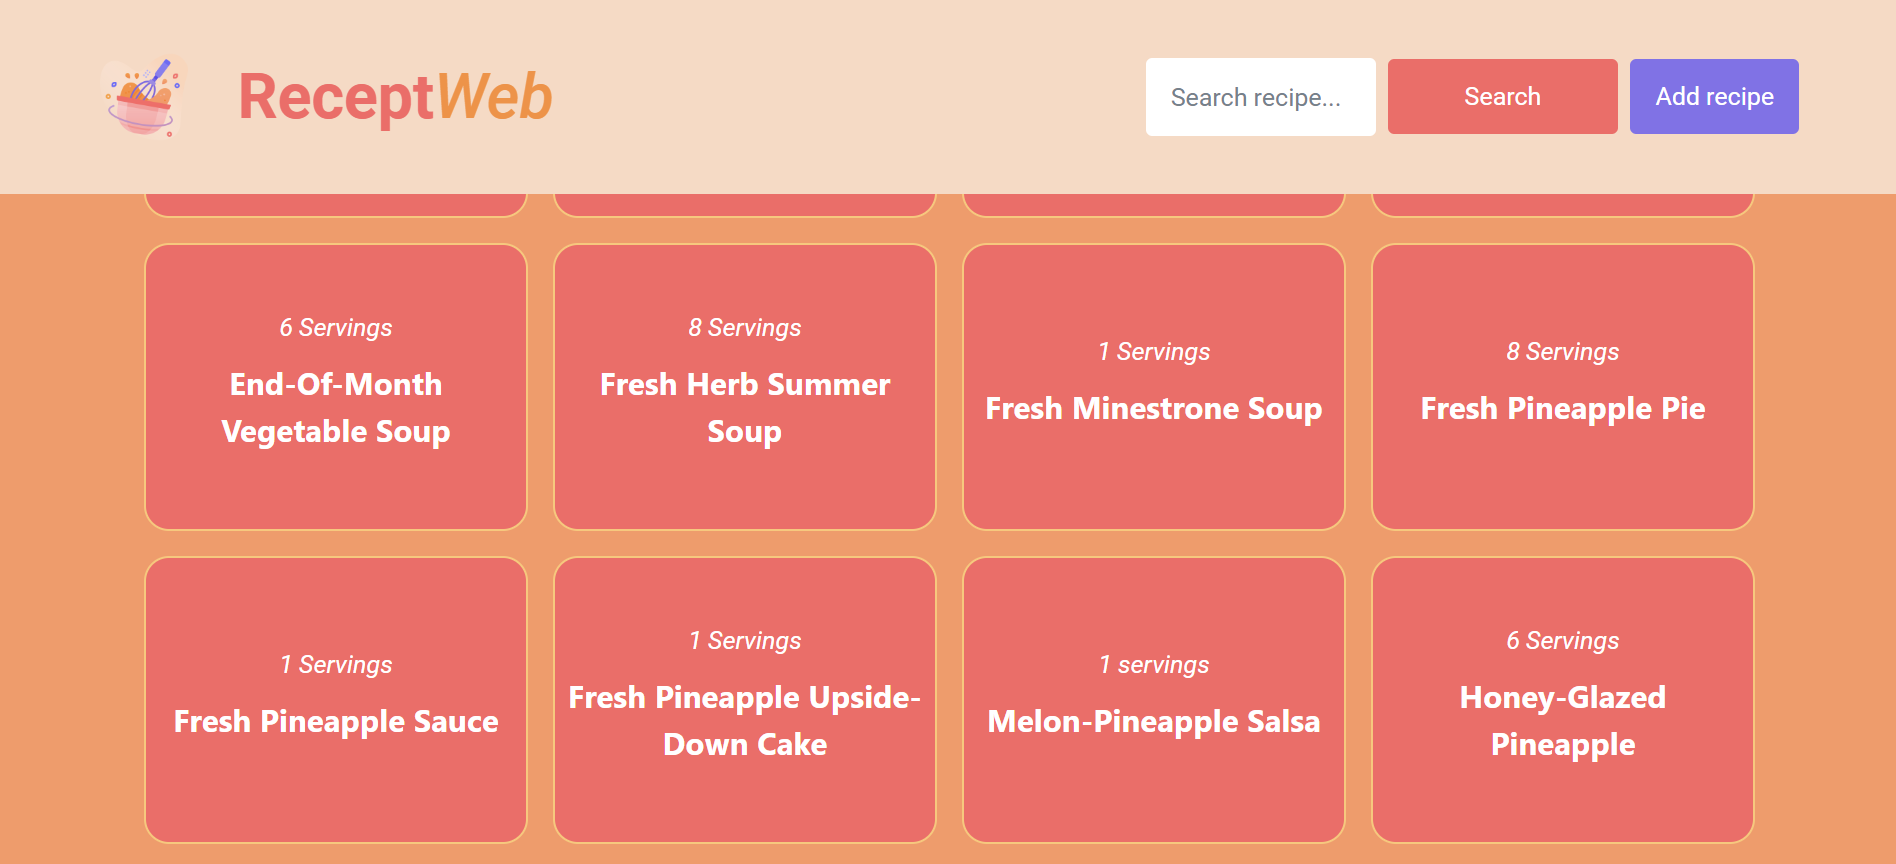 ReceptWeb
Search recipe...
Search
Add recipe
6 Servings
End-Of-Month
Vegetable Soup
8 Servings
Fresh Herb Summer
Soup
1 Servings
Fresh Minestrone Soup
8 Servings
Fresh Pineapple Pie
1 Servings
Fresh Pineapple Sauce
1 Servings
Fresh Pineapple Upside-
Down Cake
1 servings
Melon-Pineapple Salsa
6 Servings
Honey-Glazed
Pineapple